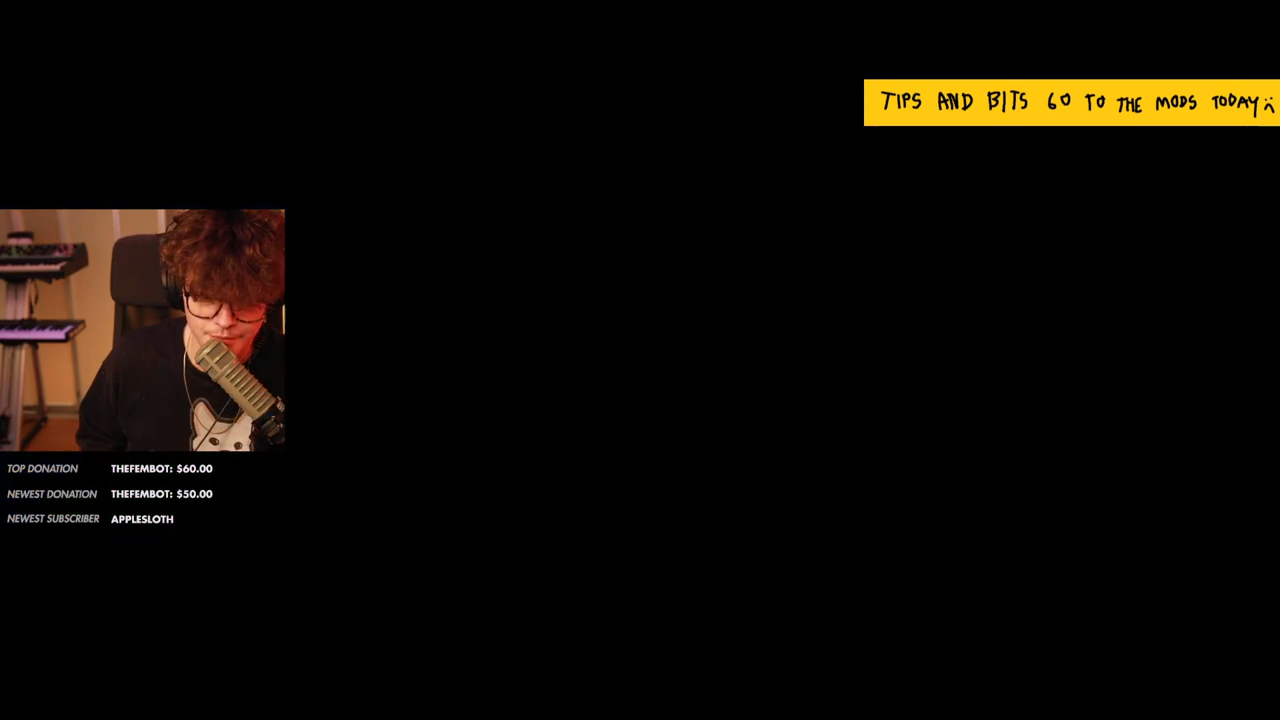 TIPS AND BITS GO TO THE MODS TODAY :(
TOP DONATION THEFEMBOT: $60.00
NEWEST DONATION THEFEMBOT: $50.00
NEWEST SUBSCRIBER APPLESLOTH